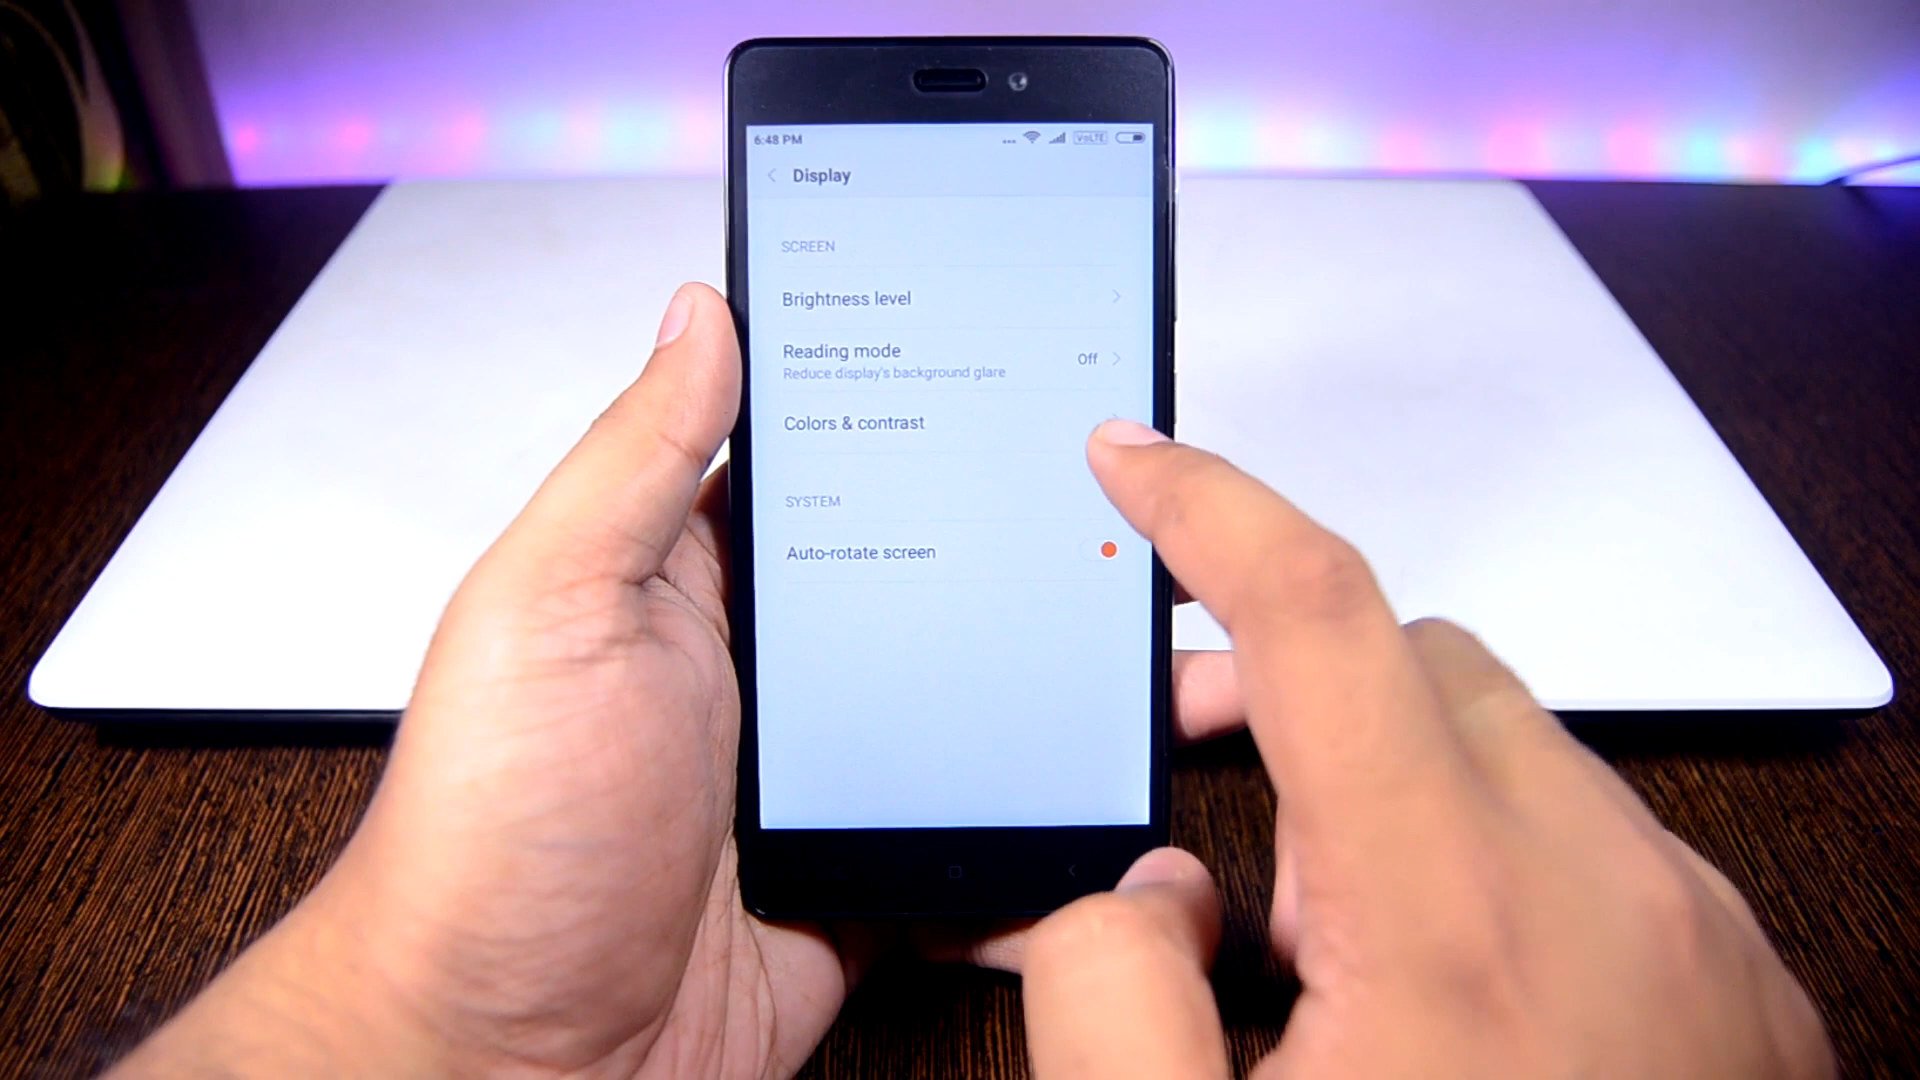 6:48 PM
... VoLTE
Display
SCREEN
Brightness level
Reading mode
Off
Reduce display's background glare
Colors & contrast
SYSTEM
Auto-rotate screen